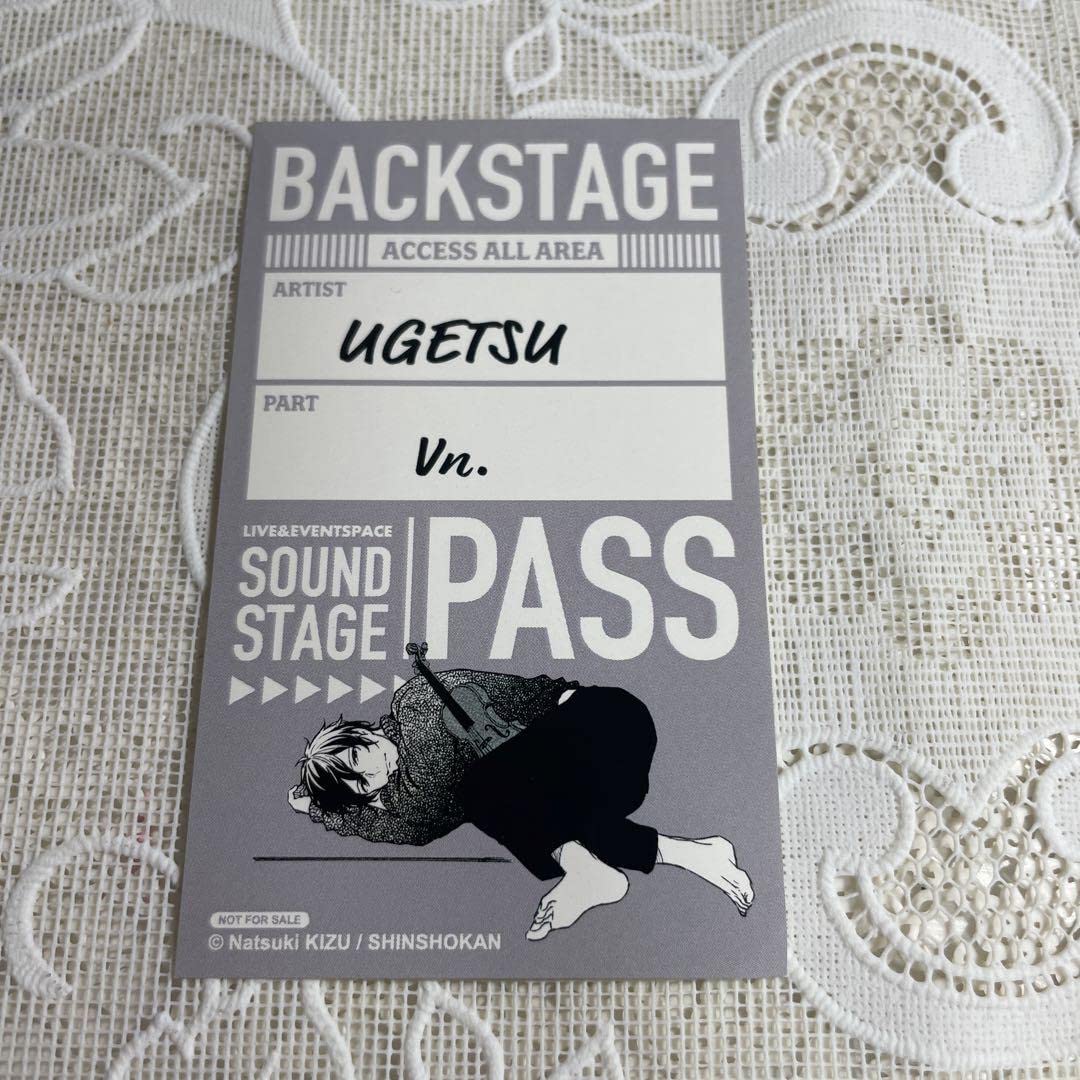 BACKSTAGE
ACCESS ALL AREA
ARTIST
UGETSU
PART
Vn.
LIVE&EVENTSPACE
SOUND
STAGE
PASS
NOT FOR SALE
© Natsuki KIZU / SHINSHOKAN